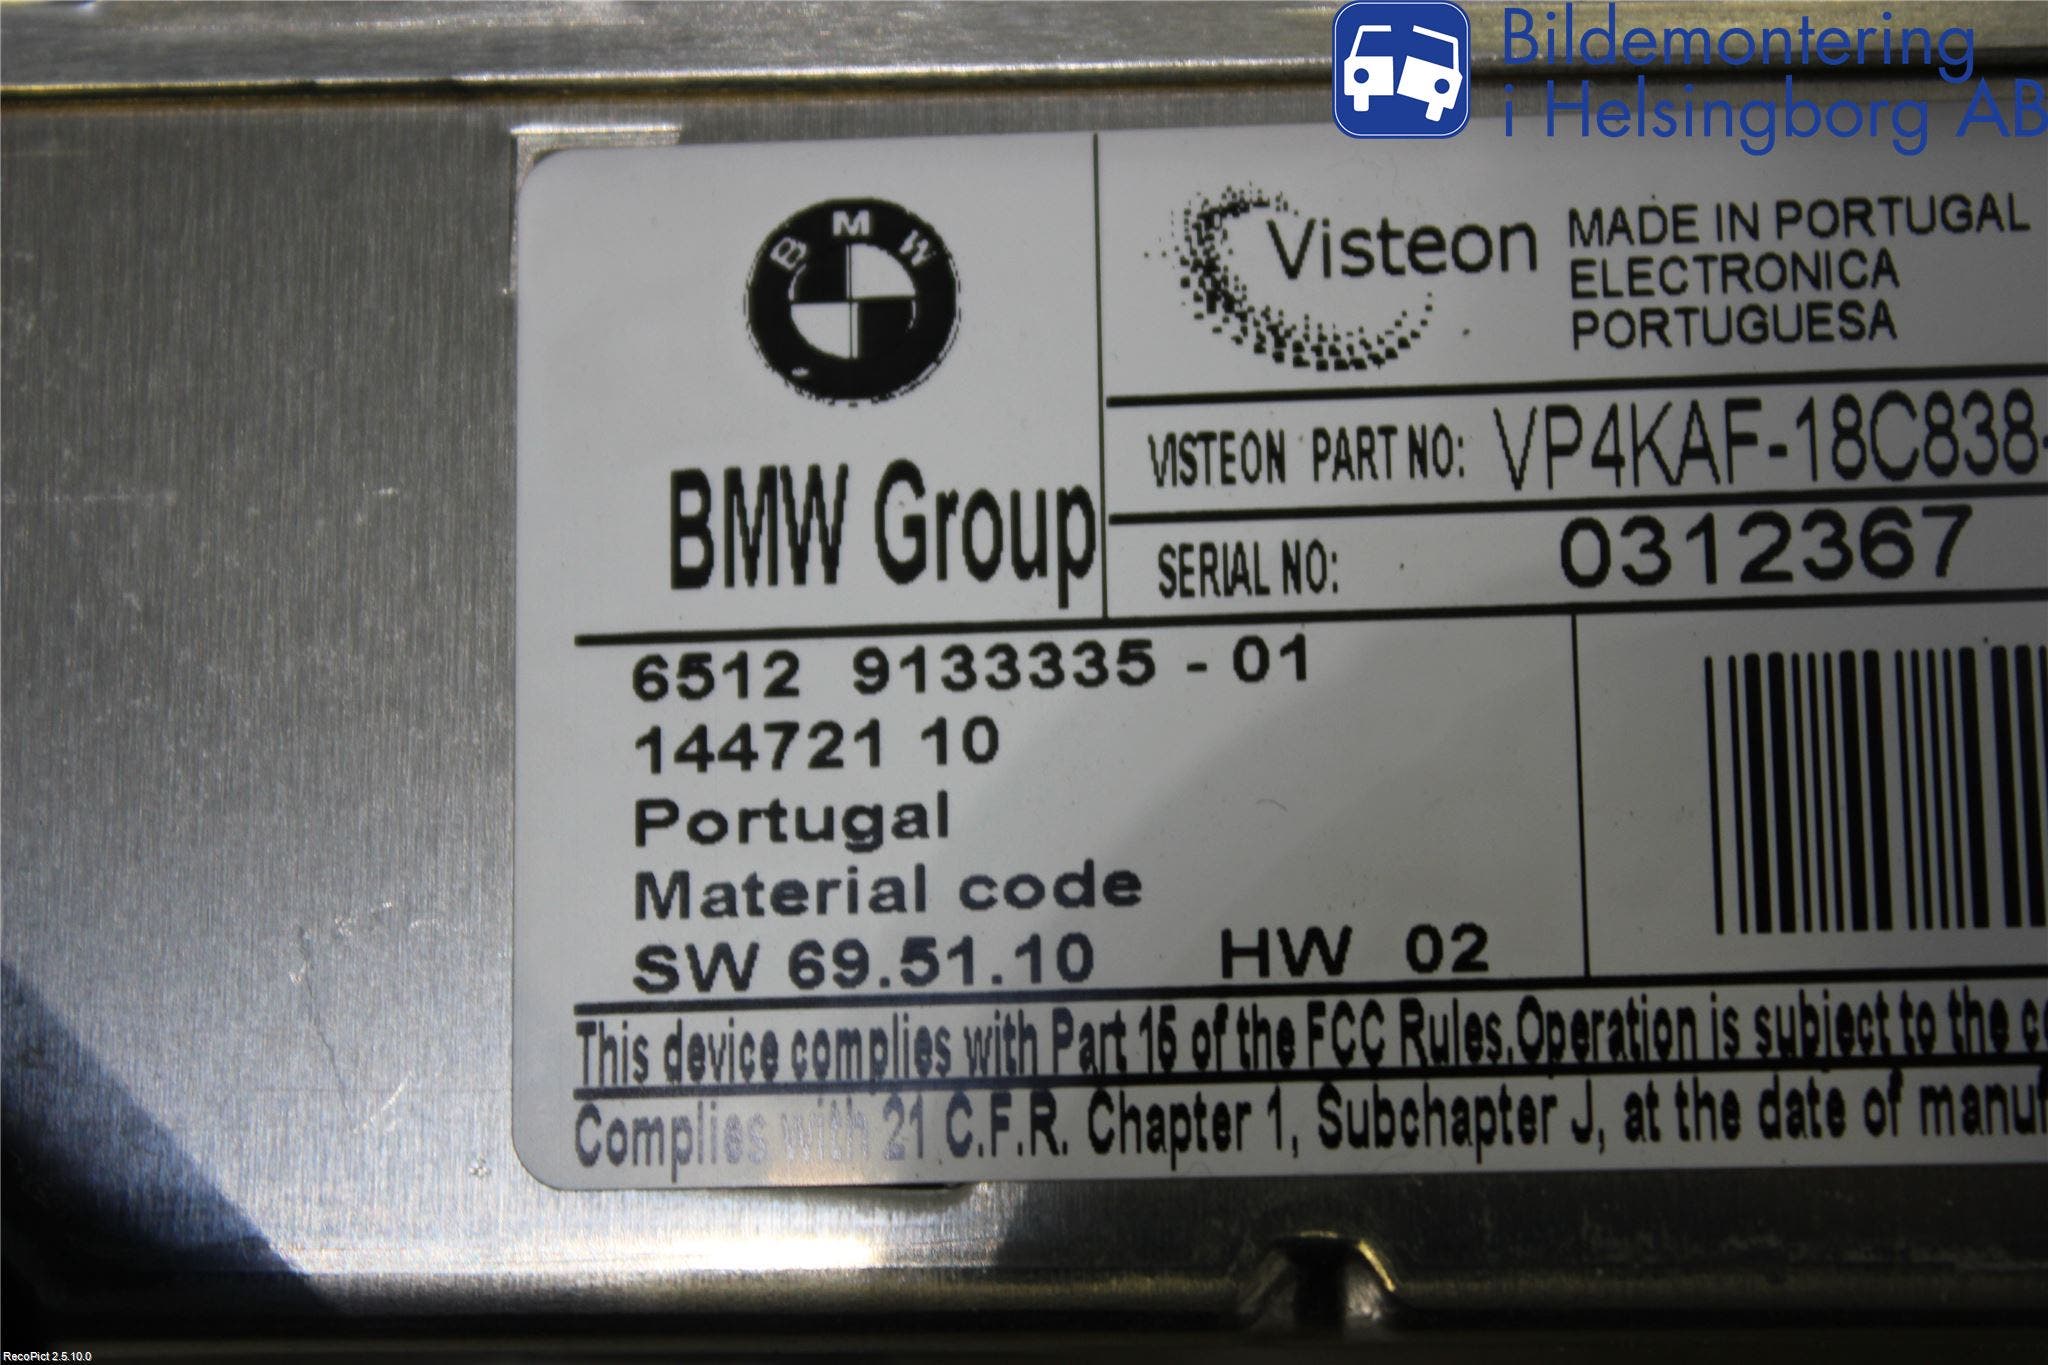 Bildemontering
i Helsingborg AB
BMW
Visteon
MADE IN PORTUGAL
ELECTRONICA
PORTUGUESA
VISTEON PART NO: VP4KAF-18C838-
BMW Group
SERIAL NO: 0312367
6512 9133335 - 01
144721 10
Portugal
Material code
SW 69.51.10 HW 02
This device complies with Part 15 of the FCC Rules.Operation is subject to the
Complies with 21 C.F.R. Chapter 1, Subchapter J, at the date of manuf
RecoPict 2.5.10.0